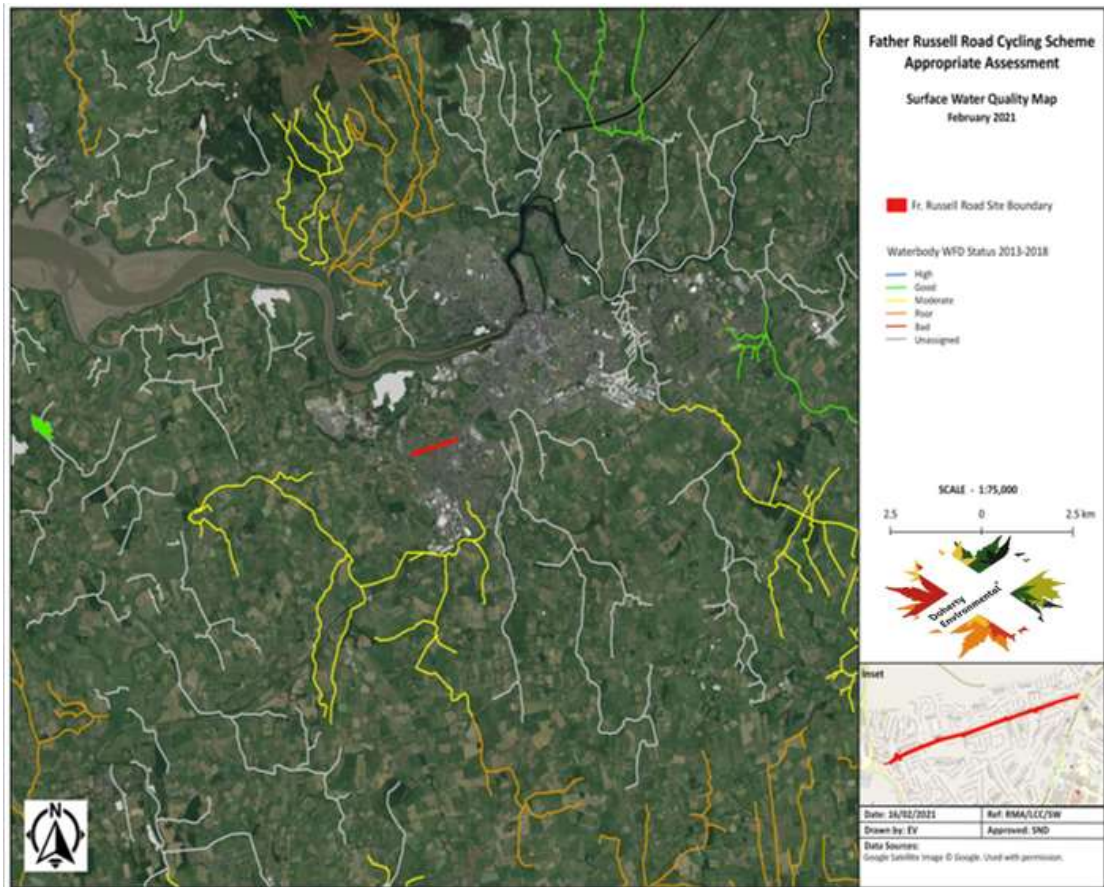 Father Russell Road Cycling Scheme
Appropriate Assessment
Surface Water Quality Map
February 2021
Fr. Russell Road Site Boundary
Waterbody WFD Status 2013-2018
High
Good
Moderate
Poor
Bad
Unassigned
SCALE - 1:75,000
2.5 0 2.5 km
Doherty
Environmental
Inset
Date: 16/02/2021 Ref: RMA/LCC/SW
Drawn by: EV Approved: SND
Data Sources:
Google Satellite Image © Google. Used with permission.
N